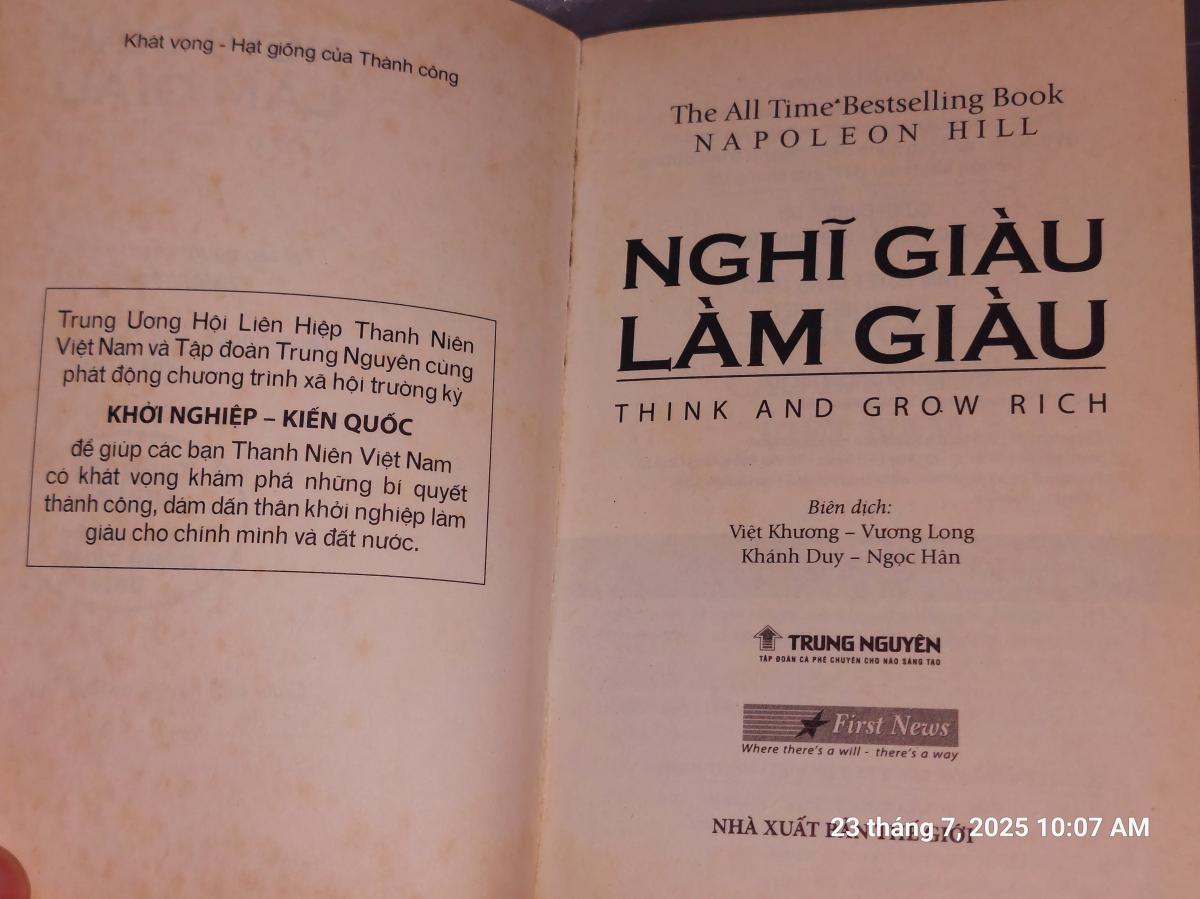 Khát vọng - Hạt giống của Thành công
Trung Ương Hội Liên Hiệp Thanh Niên
Việt Nam và Tập đoàn Trung Nguyên cùng
phát động chương trình xã hội trường kỳ
KHỞI NGHIỆP – KIẾN QUỐC
để giúp các bạn Thanh Niên Việt Nam
có khát vọng khám phá những bí quyết
thành công, dám dấn thân khởi nghiệp làm
giàu cho chính mình và đất nước.
The All Time Bestselling Book
NAPOLEON HILL
NGHĨ GIÀU
LÀM GIÀU
THINK AND GROW RICH
Biên dịch:
Việt Khương – Vương Long
Khánh Duy – Ngọc Hân
TRUNG NGUYÊN
TẬP ĐOÀN CÀ PHÊ CHUYÊN CHO NÃO SÁNG TẠO
First News
Where there's a will - there's a way
NHÀ XUẤT BẢN THẾ GIỚI
23 tháng 7, 2025 10:07 AM